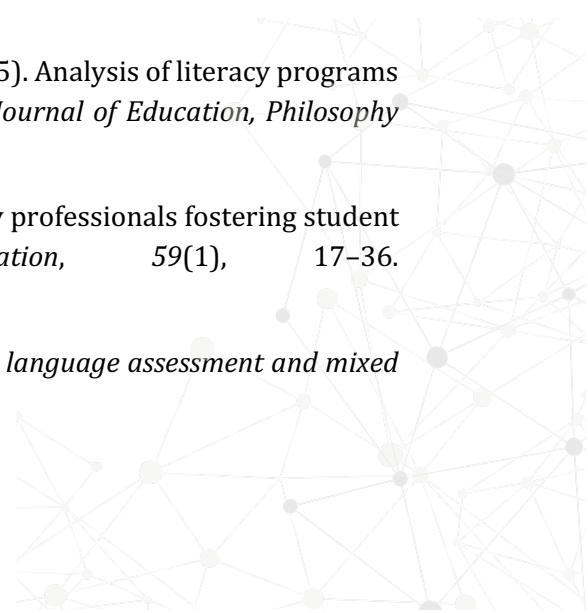 5). Analysis of literacy programs
Journal of Education, Philosophy
professionals fostering student
ation, 59(1), 17–36.
language assessment and mixed